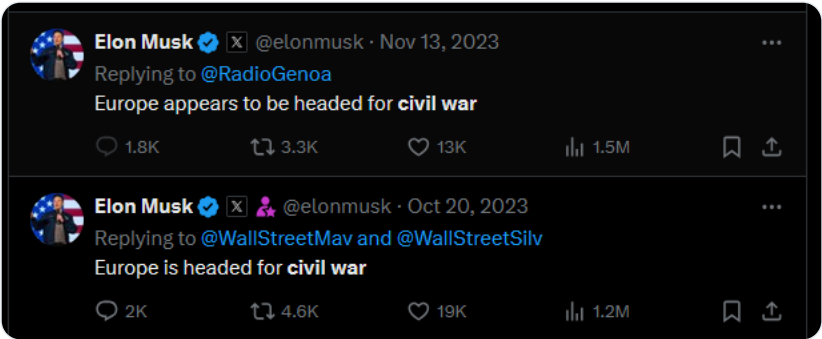 Elon Musk X @elonmusk · Nov 13, 2023
Replying to @RadioGenoa
Europe appears to be headed for civil war
1.8K 3.3K 13K 1.5M
Elon Musk X @elonmusk · Oct 20, 2023
Replying to @WallStreetMav and @WallStreetSilv
Europe is headed for civil war
2K 4.6K 19K 1.2M